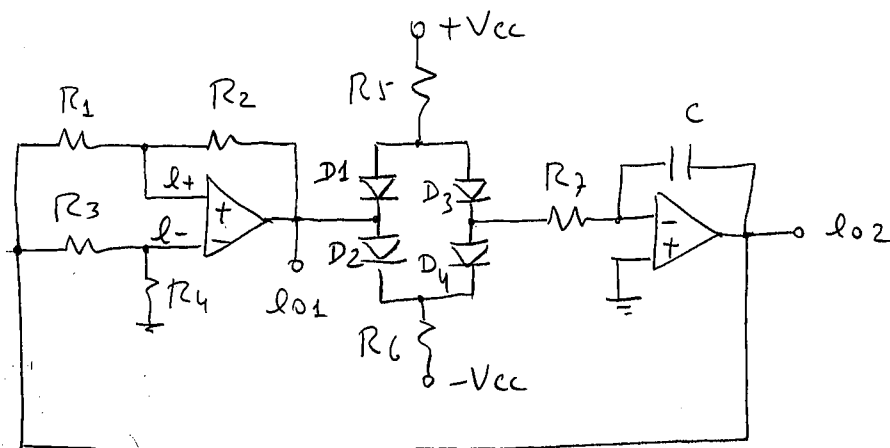 +Vcc
R5
R1
R2
C
D1
D3
R7
l+
+
R3
l-
-
D2
D4
-
+
lo2
R4
lo1
R6
-Vcc